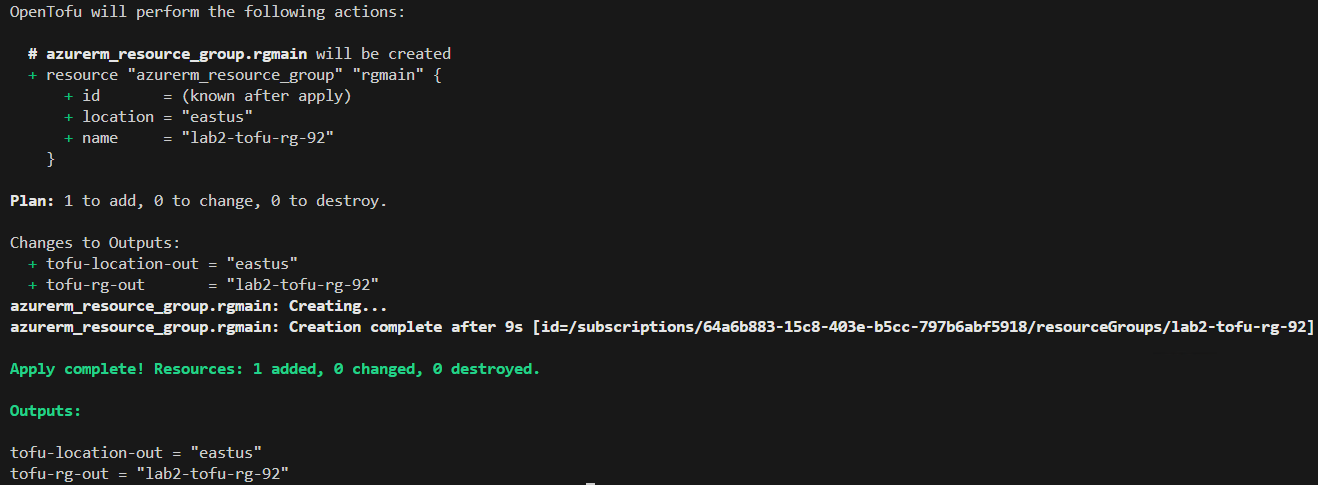 OpenTofu will perform the following actions:
# azurerm_resource_group.rgmain will be created
+ resource "azurerm_resource_group" "rgmain" {
+ id       = (known after apply)
+ location = "eastus"
+ name     = "lab2-tofu-rg-92"
}
Plan: 1 to add, 0 to change, 0 to destroy.
Changes to Outputs:
+ tofu-location-out = "eastus"
+ tofu-rg-out       = "lab2-tofu-rg-92"
azurerm_resource_group.rgmain: Creating...
azurerm_resource_group.rgmain: Creation complete after 9s [id=/subscriptions/64a6b883-15c8-403e-b5cc-797b6abf5918/resourceGroups/lab2-tofu-rg-92]
Apply complete! Resources: 1 added, 0 changed, 0 destroyed.
Outputs:
tofu-location-out = "eastus"
tofu-rg-out = "lab2-tofu-rg-92"